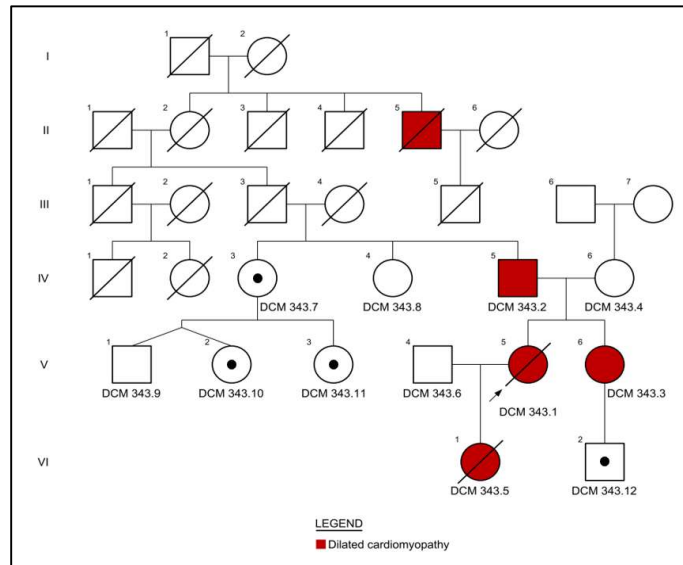 I
1 2
II
1 2 3 4 5 6
III
1 2 3 4 5 6 7
IV
1 2 3 4 5 6
DCM 343.7 DCM 343.8 DCM 343.2 DCM 343.4
V
1 2 3 4 5 6
DCM 343.9 DCM 343.10 DCM 343.11 DCM 343.6 DCM 343.1 DCM 343.3
VI
1 2
DCM 343.5 DCM 343.12
LEGEND
Dilated cardiomyopathy